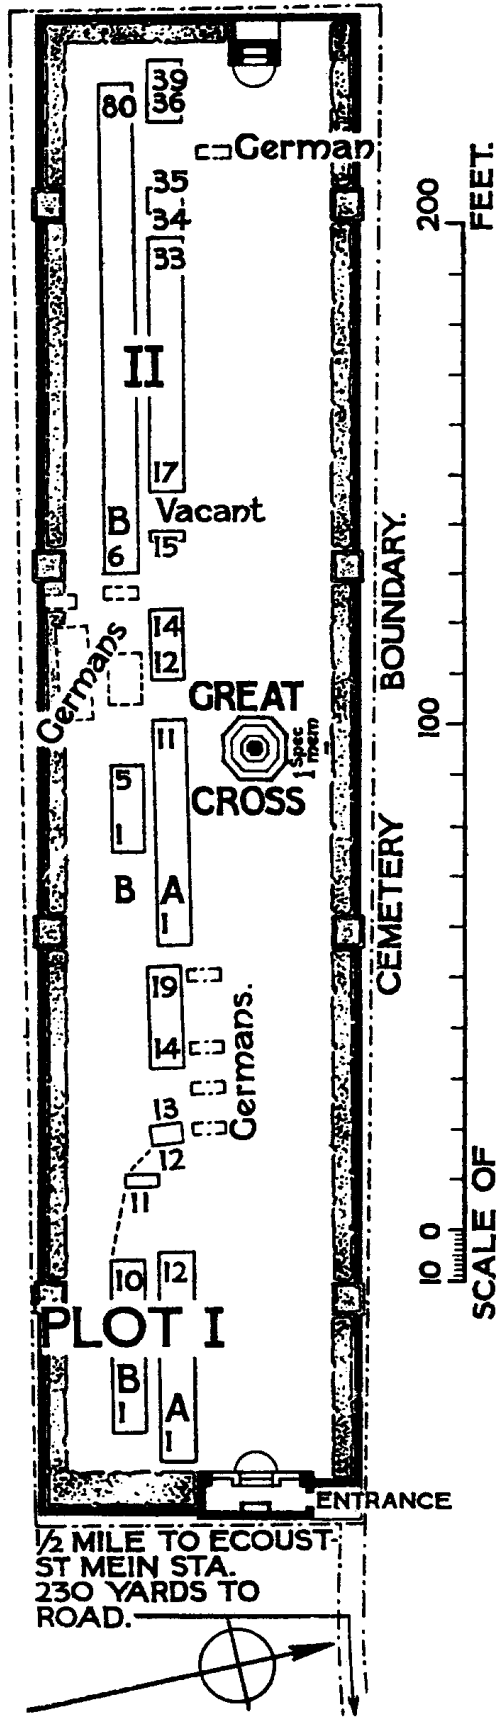 39
36
80
German
35
34
33
II
17
Vacant
15
B
6
14
12
Germans
GREAT
11
1 Spec
mem
CROSS
5
1
B
A
1
19
14
Germans.
13
12
11
10
12
PLOT I
B
1
A
1
ENTRANCE
1/2 MILE TO ECOUST-
ST MEIN STA.
230 YARDS TO
ROAD.
CEMETERY BOUNDARY.
SCALE OF FEET.
10 0 100 200